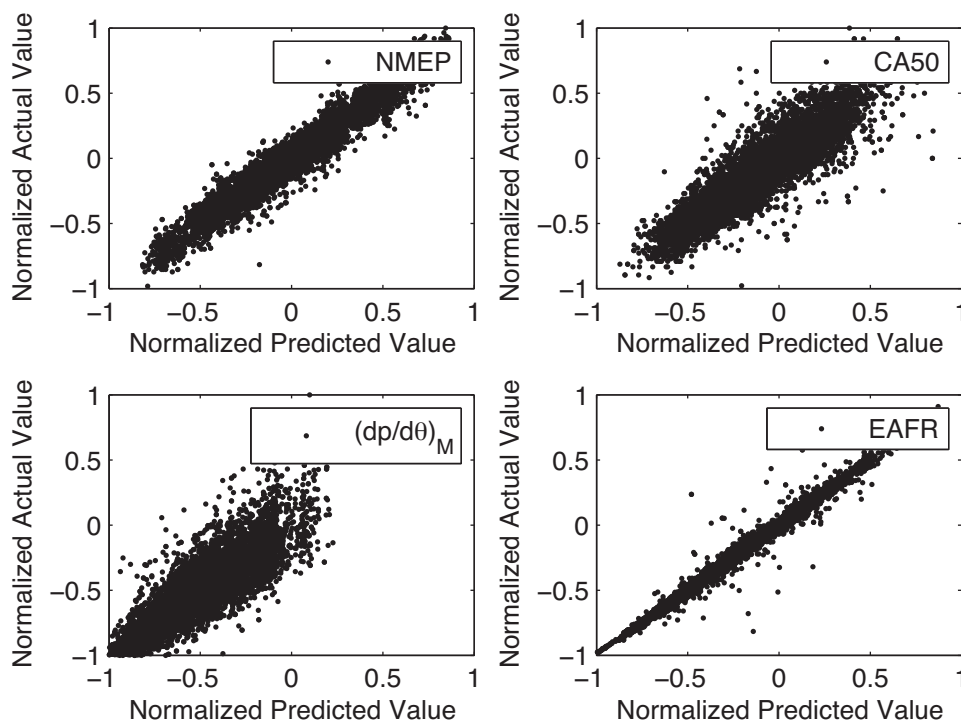 1
0.5
0
−0.5
−1
Normalized Actual Value
NMEP
−1 −0.5 0 0.5 1
Normalized Predicted Value
1
0.5
0
−0.5
−1
Normalized Actual Value
CA50
−1 −0.5 0 0.5 1
Normalized Predicted Value
1
0.5
0
−0.5
−1
Normalized Actual Value
(dp/dθ)M
−1 −0.5 0 0.5 1
Normalized Predicted Value
1
0.5
0
−0.5
−1
Normalized Actual Value
EAFR
−1 −0.5 0 0.5 1
Normalized Predicted Value